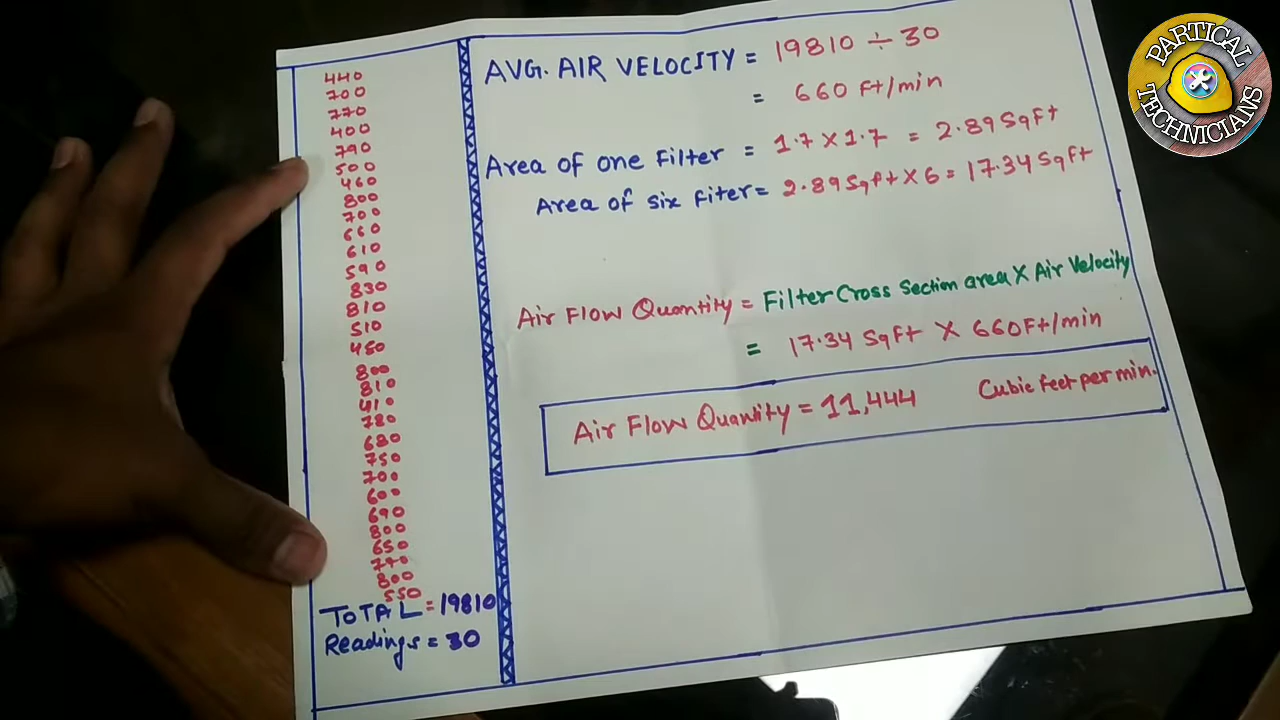 440
700
770
400
790
500
460
800
700
660
610
590
830
810
510
480
800
810
410
780
680
750
700
600
690
800
650
770
800
550
TOTAL = 19810
Readings = 30
AVG. AIR VELOCITY = 19810 ÷ 30
= 660 Ft/min
Area of one Filter = 1.7 X 1.7 = 2.89 SqFt
Area of six Fiter = 2.89 Sqft X 6 = 17.34 SqFt
Air Flow Quantity = Filter Cross Section area X Air Velocity
= 17.34 SqFt X 660 Ft/min
Air Flow Quantity = 11,444 Cubic feet per min.
PARTICAL
TECHNICIANS